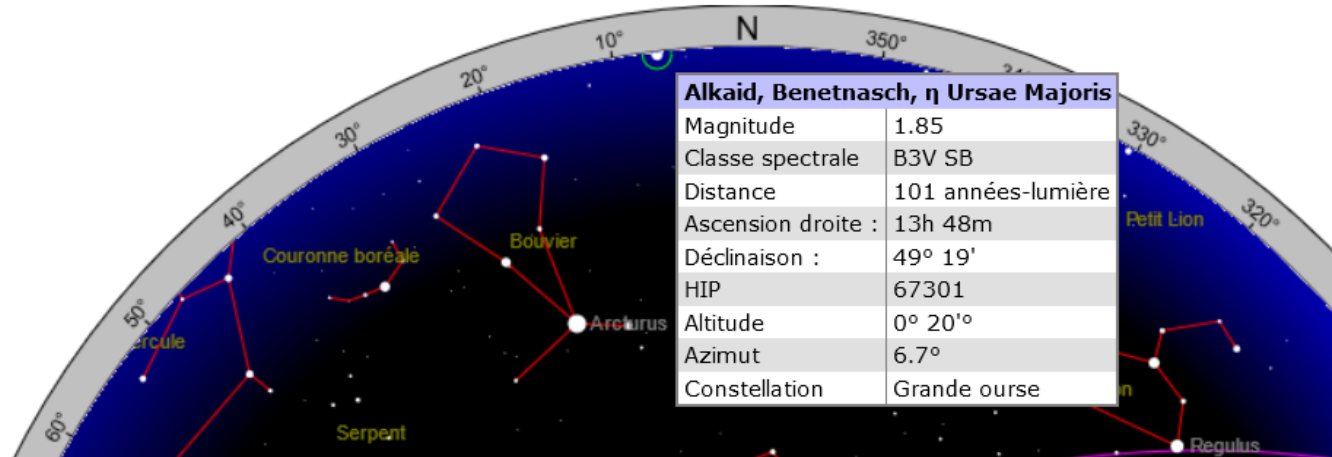 N
10°
350°
20°
30°
330°
40°
320°
50°
60°
Alkaid, Benetnasch, η Ursae Majoris
Magnitude 1.85
Classe spectrale B3V SB
Distance 101 années-lumière
Ascension droite : 13h 48m
Déclinaison : 49° 19'
HIP 67301
Altitude 0° 20'°
Azimut 6.7°
Constellation Grande ourse
Petit Lion
Couronne boréale
Bouvier
Arcturus
ercule
Serpent
Regulus